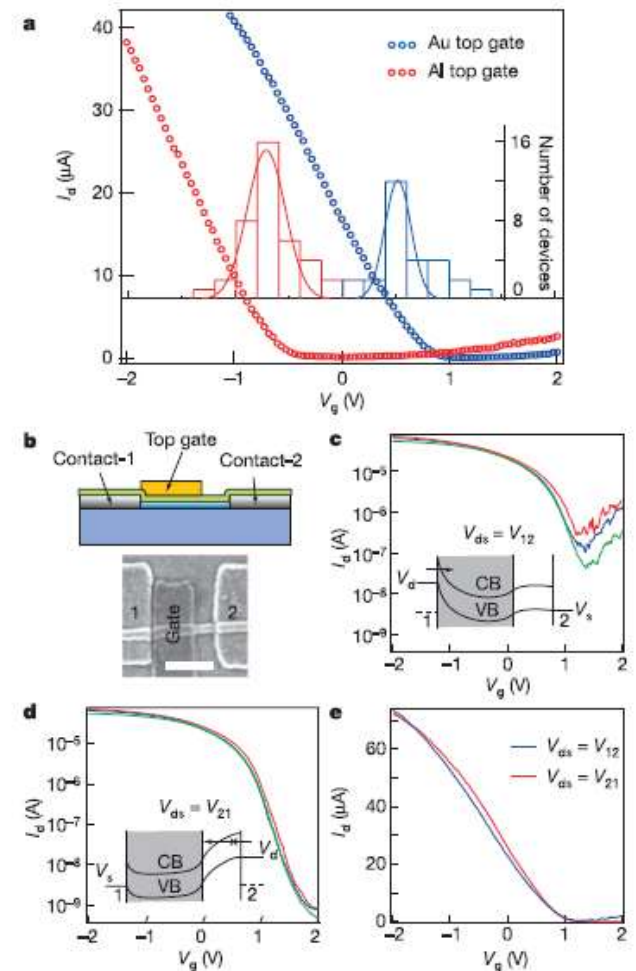 a
40
30
20
10
0
I_d (µA)
Au top gate
Al top gate
16
8
0
Number of devices
−2
−1
0
1
2
V_g (V)
b
Top gate
Contact-1
Contact-2
1
Gate
2
c
10⁻⁵
10⁻⁶
10⁻⁷
10⁻⁸
10⁻⁹
I_d (A)
V_ds = V_12
V_d
CB
VB
V_s
1
2
−2
−1
0
1
2
V_g (V)
d
10⁻⁵
10⁻⁶
10⁻⁷
10⁻⁸
10⁻⁹
I_d (A)
V_ds = V_21
V_s
CB
VB
V_d
1
2
−2
−1
0
1
2
V_g (V)
e
60
40
20
0
I_d (µA)
V_ds = V_12
V_ds = V_21
−2
−1
0
1
2
V_g (V)